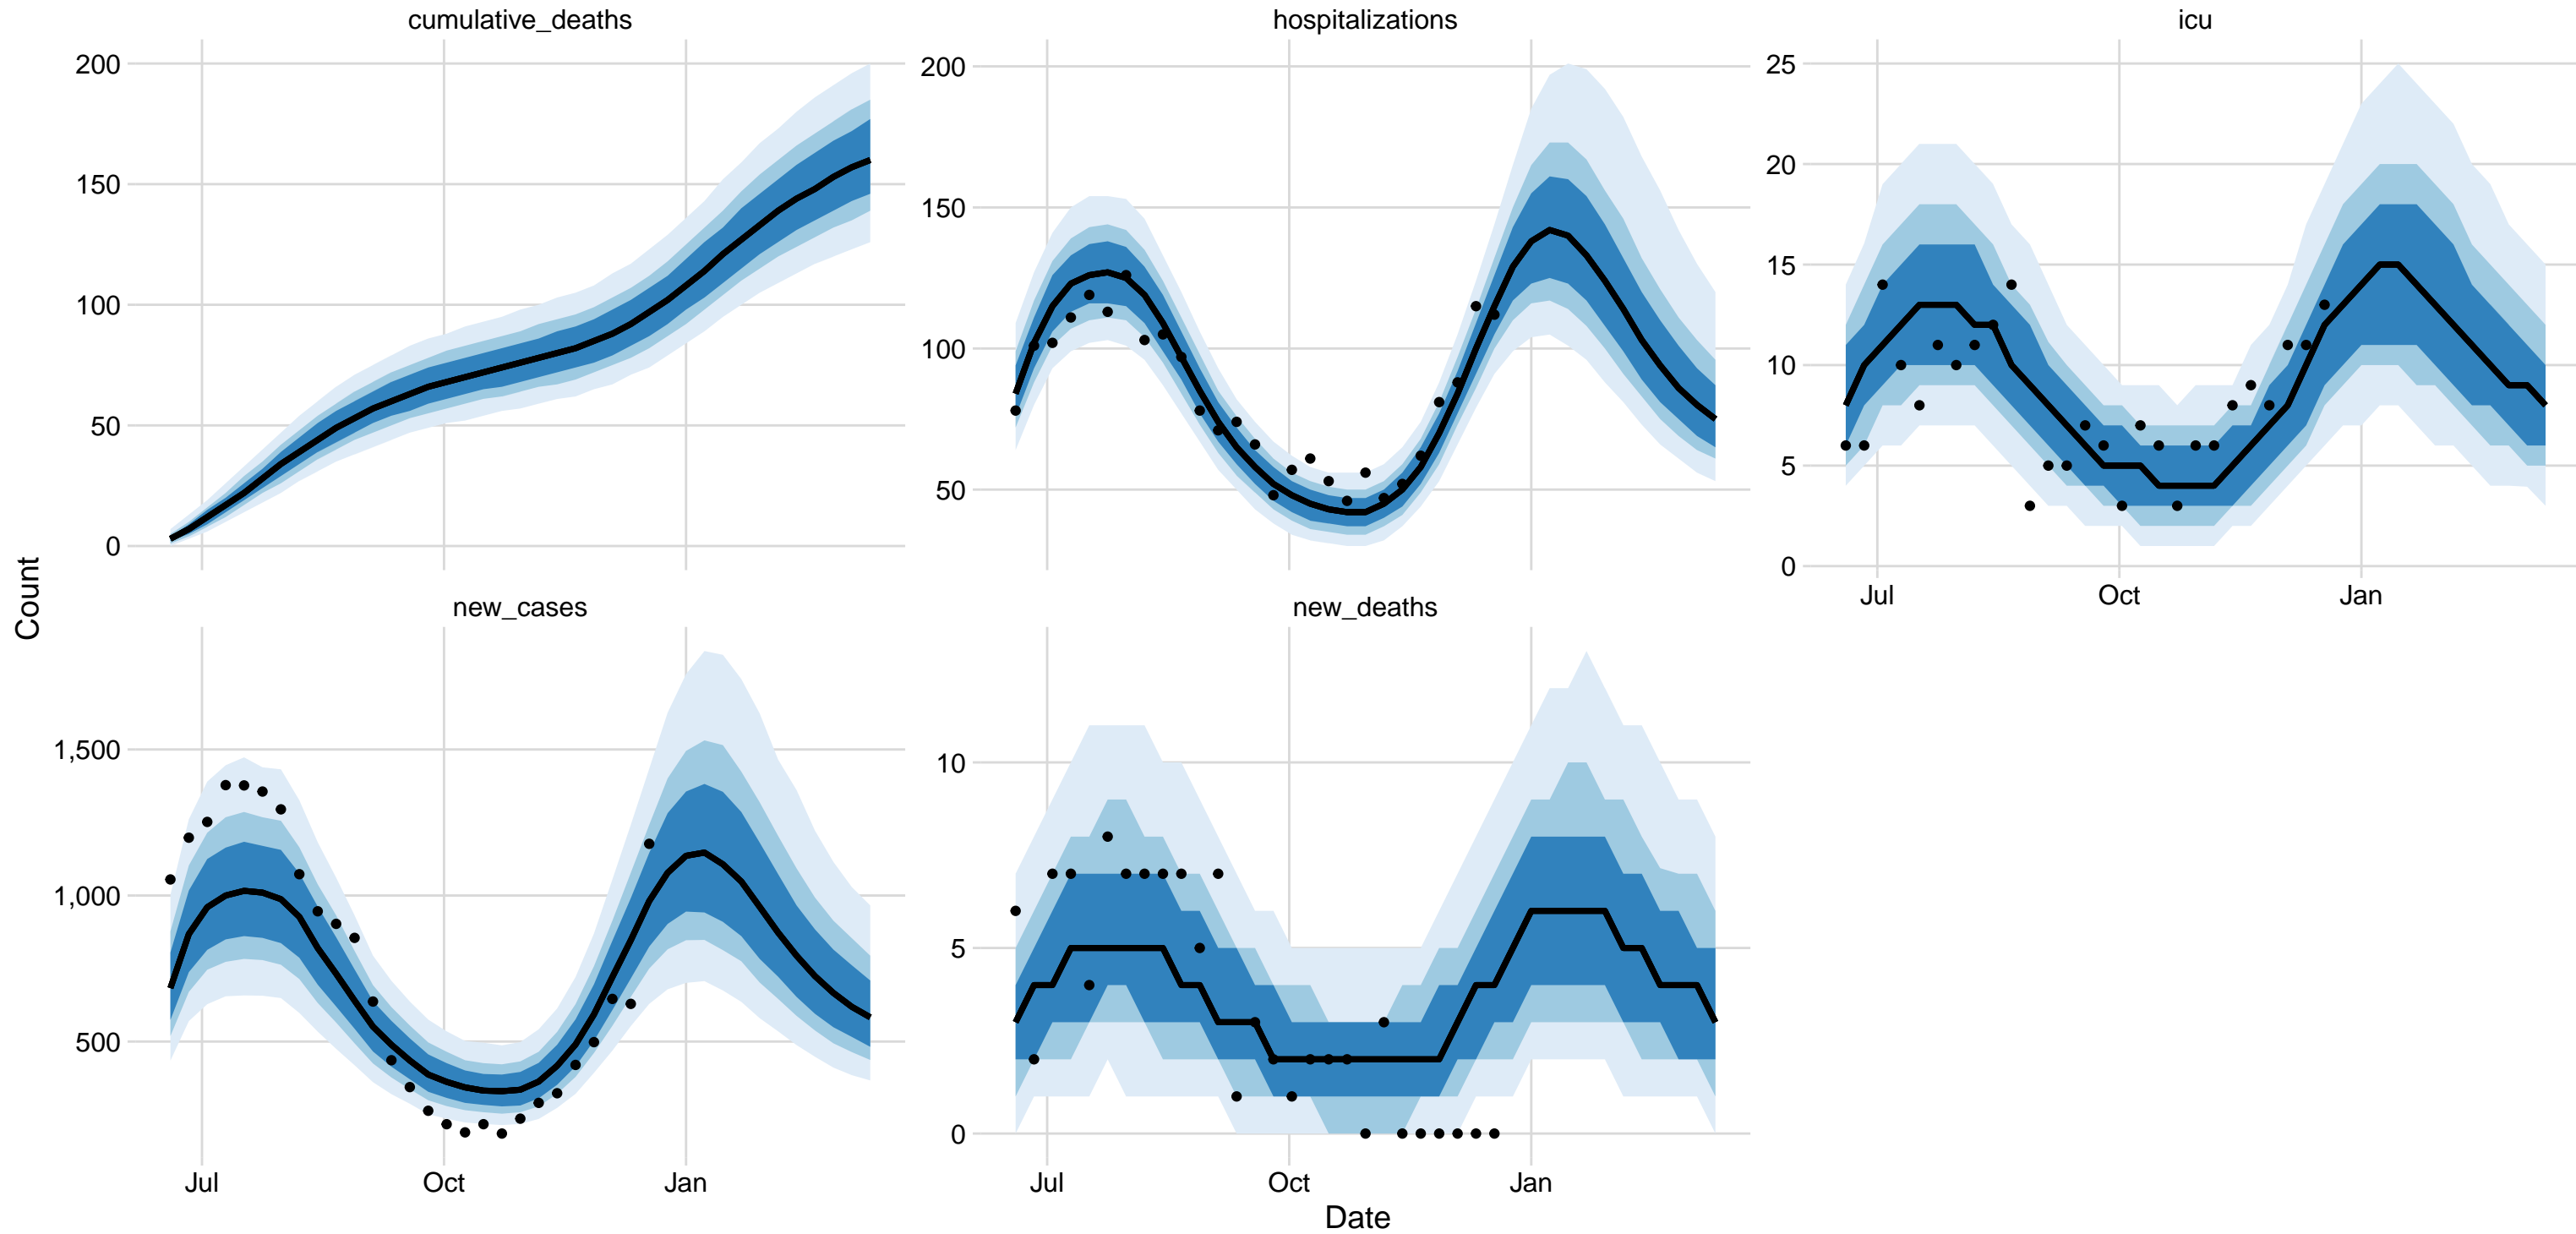 cumulative_deaths
hospitalizations
icu
200
150
100
50
0
200
150
100
50
25
20
15
10
5
0
Jul Oct Jan
Count
new_cases
new_deaths
1,500
1,000
500
10
5
0
Jul Oct Jan
Jul Oct Jan
Date